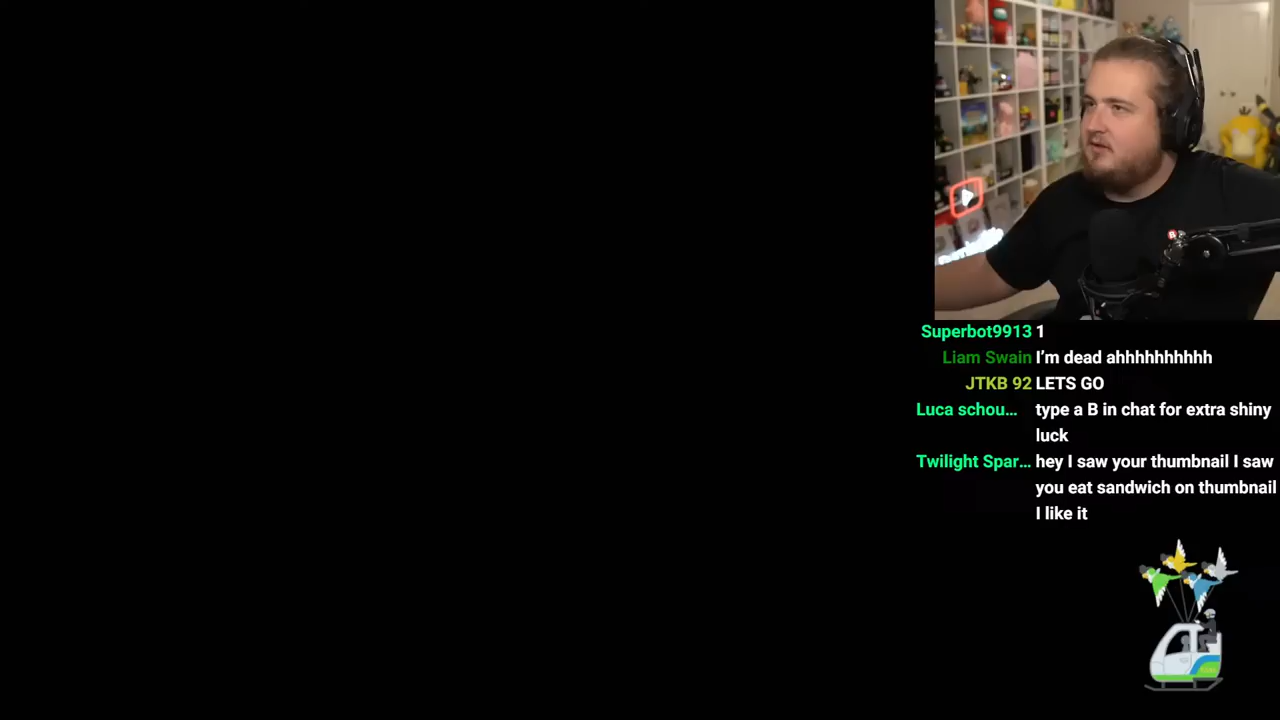 Superbot9913 1
Liam Swain I'm dead ahhhhhhhhhh
JTKB 92 LETS GO
Luca schou… type a B in chat for extra shiny
luck
Twilight Spar… hey I saw your thumbnail I saw
you eat sandwich on thumbnail
I like it